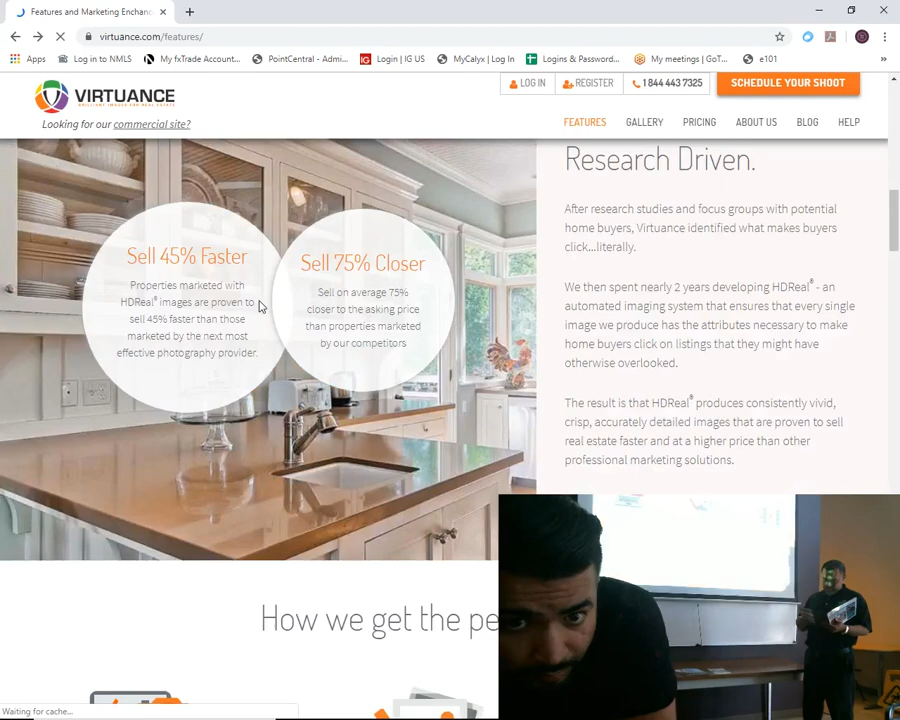 Features and Marketing Enchanc
virtuance.com/features/
Apps
Log in to NMLS
My fxTrade Account...
PointCentral - Admi...
Login | IG US
MyCalyx | Log In
Logins & Password...
My meetings | GoT...
e101
»
VIRTUANCE
BRILLIANT IMAGES FOR REAL ESTATE
Looking for our commercial site?
LOG IN
REGISTER
1 844 443 7325
SCHEDULE YOUR SHOOT
FEATURES
GALLERY
PRICING
ABOUT US
BLOG
HELP
Sell 45% Faster
Properties marketed with
HDReal® images are proven to
sell 45% faster than those
marketed by the next most
effective photography provider.
Sell 75% Closer
Sell on average 75%
closer to the asking price
than properties marketed
by our competitors
Research Driven.
After research studies and focus groups with potential
home buyers, Virtuance identified what makes buyers
click...literally.
We then spent nearly 2 years developing HDReal® - an
automated imaging system that ensures that every single
image we produce has the attributes necessary to make
home buyers click on listings that they might have
otherwise overlooked.
The result is that HDReal® produces consistently vivid,
crisp, accurately detailed images that are proven to sell
real estate faster and at a higher price than other
professional marketing solutions.
How we get the pe
Waiting for cache...